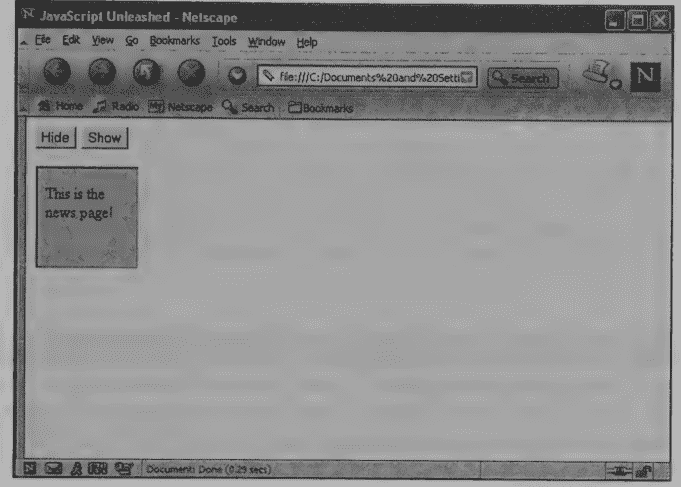 JavaScript Unleashed - Netscape
File Edit View Go Bookmarks Tools Window Help
file:///C:/Documents%20and%20Setti
Search
N
Home Radio My Netscape Search Bookmarks
Hide Show
This is the
news page!
Document: Done (0.29 secs)